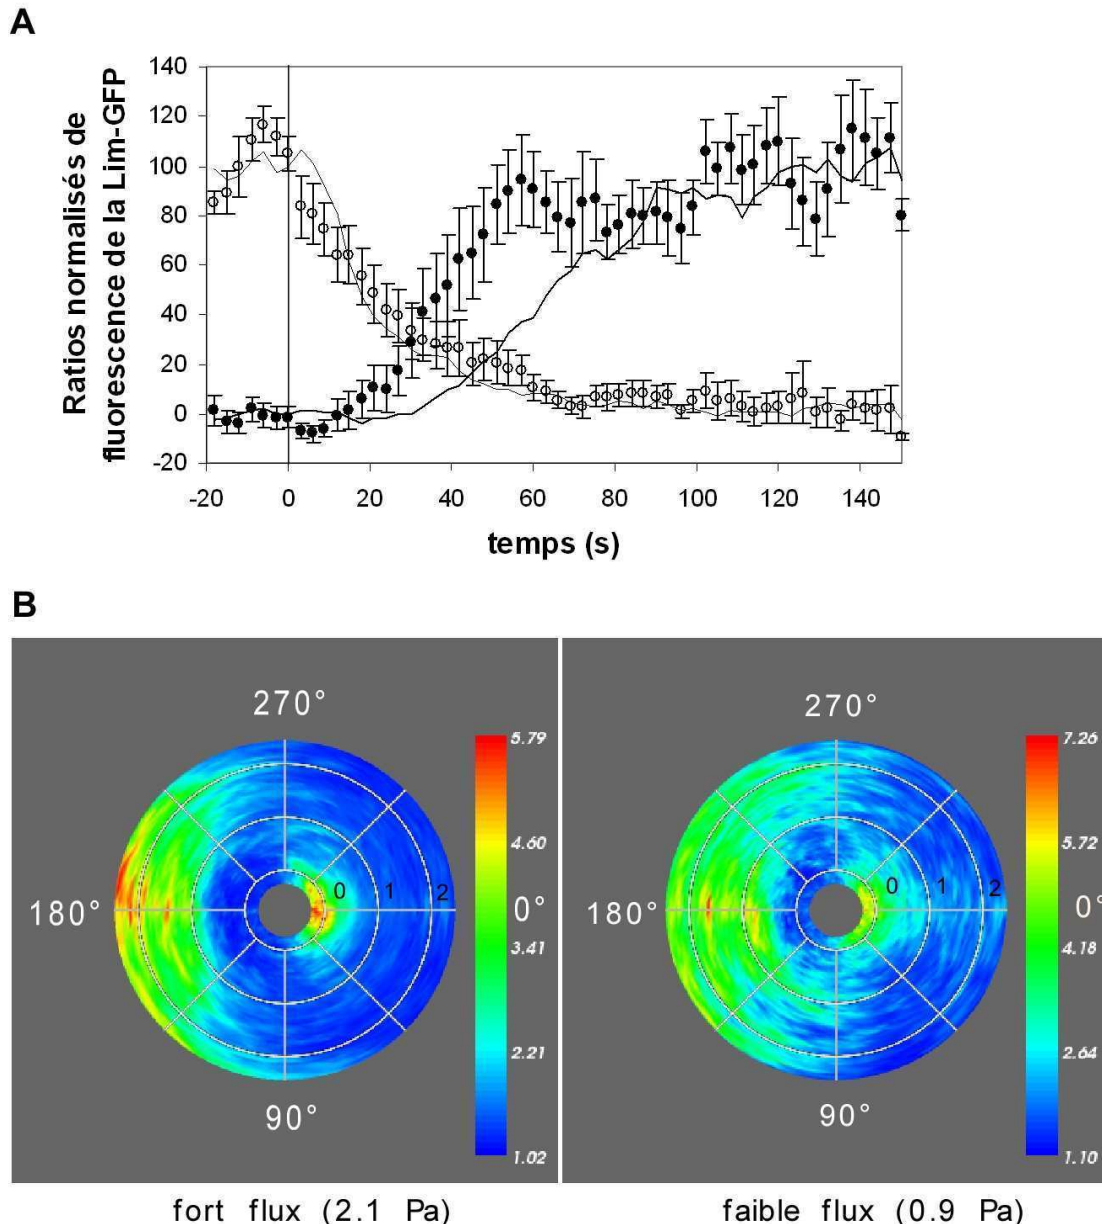 A
Ratios normalisés de
fluorescence de la Lim-GFP
140
120
100
80
60
40
20
0
-20
-20 0 20 40 60 80 100 120 140
temps (s)
B
270°
180°
0°
90°
0 1 2
5.79
4.60
3.41
2.21
1.02
fort flux (2.1 Pa)
270°
180°
0°
90°
0 1 2
7.26
5.72
4.18
2.64
1.10
faible flux (0.9 Pa)